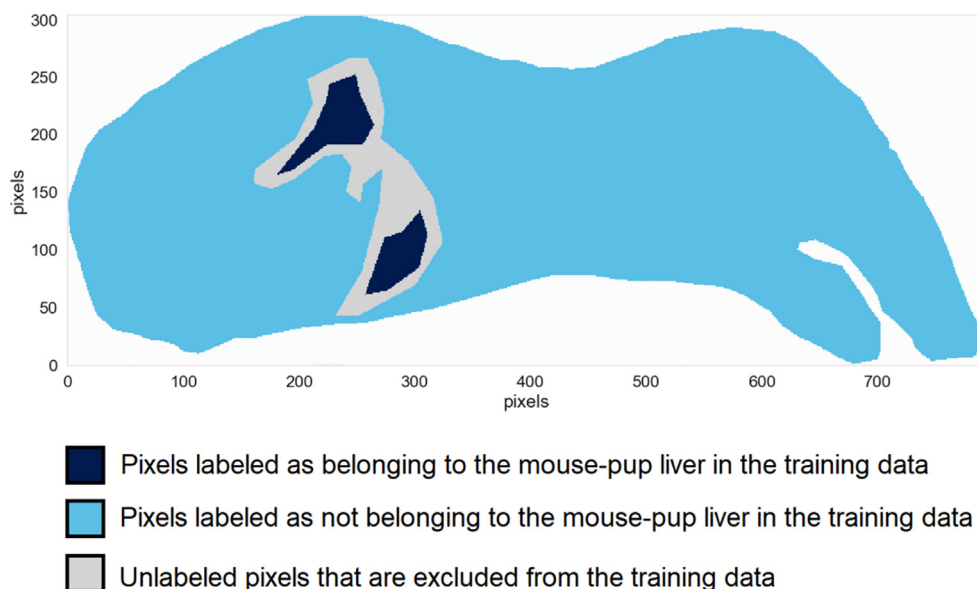 300
250
200
150
100
50
0
pixels
0 100 200 300 400 500 600 700
pixels
Pixels labeled as belonging to the mouse-pup liver in the training data
Pixels labeled as not belonging to the mouse-pup liver in the training data
Unlabeled pixels that are excluded from the training data